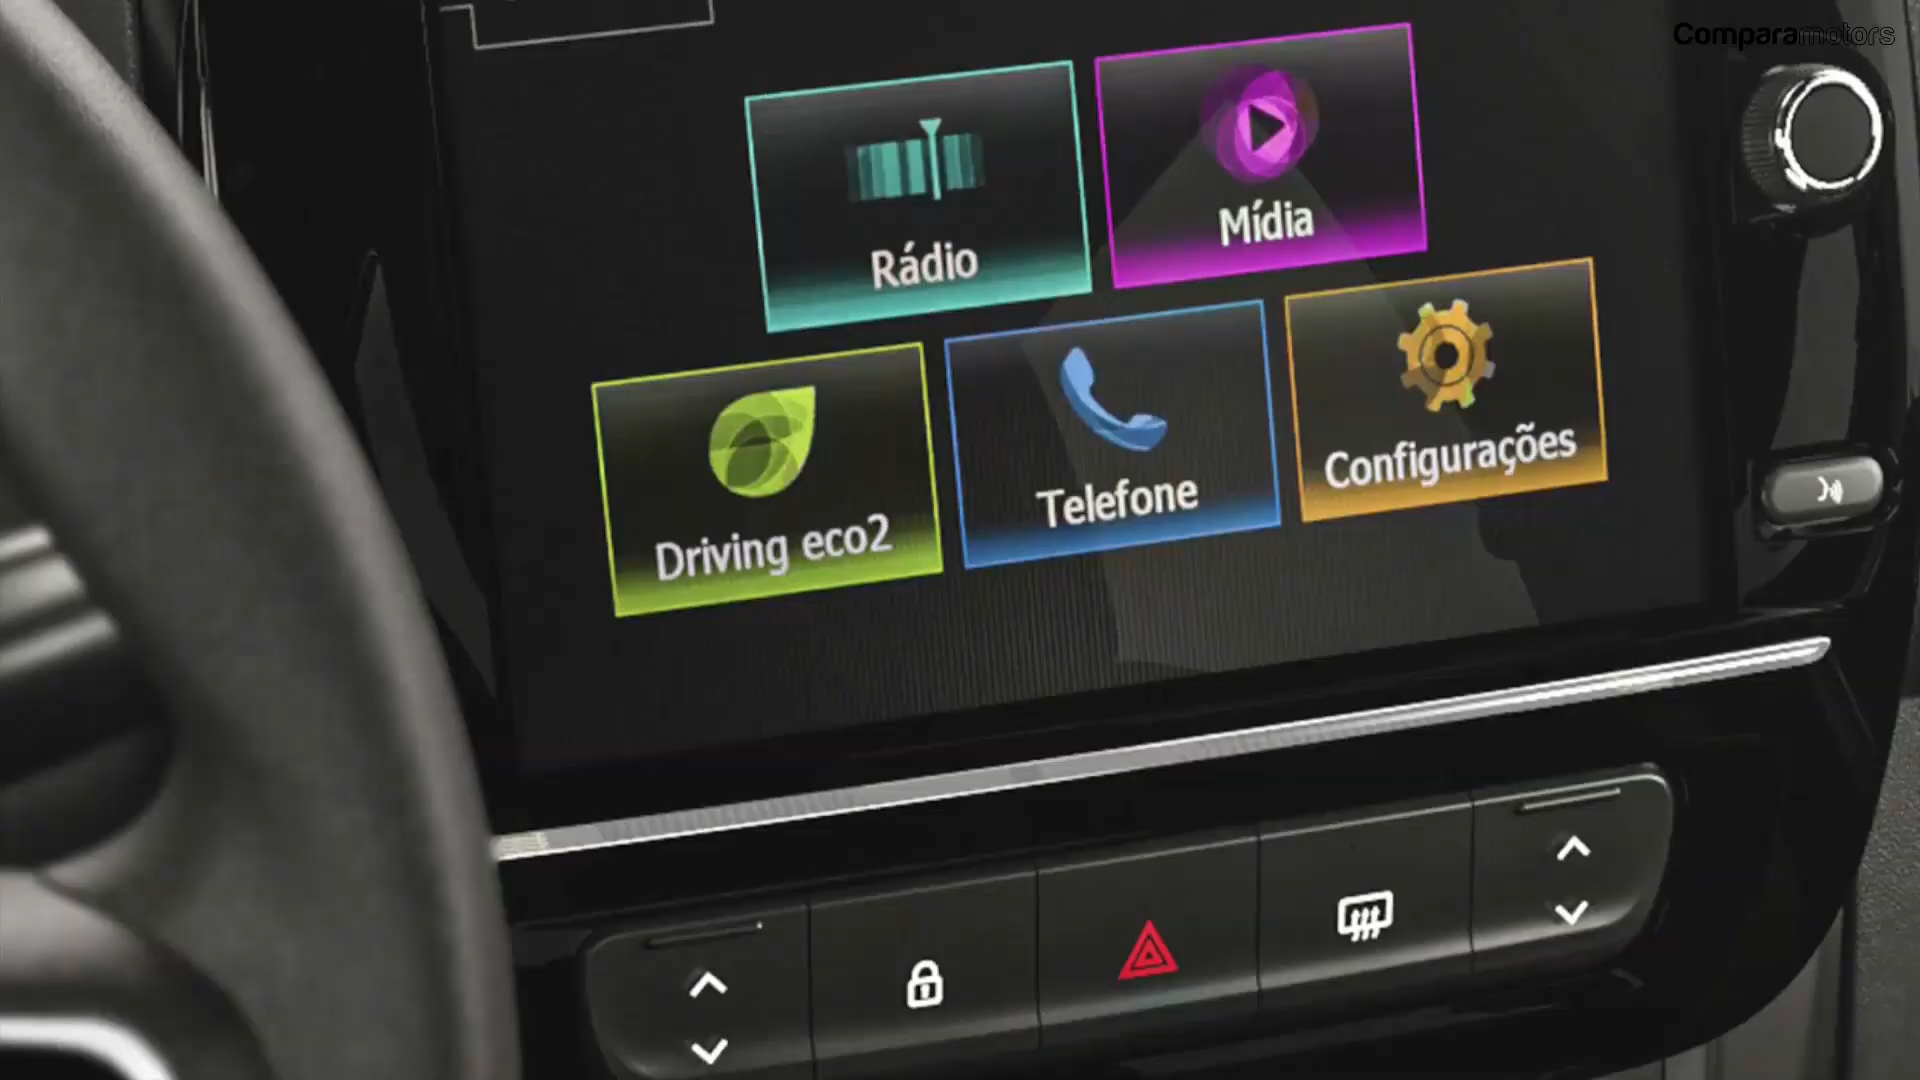 Comparamotors
Rádio
Mídia
Driving eco2
Telefone
Configurações